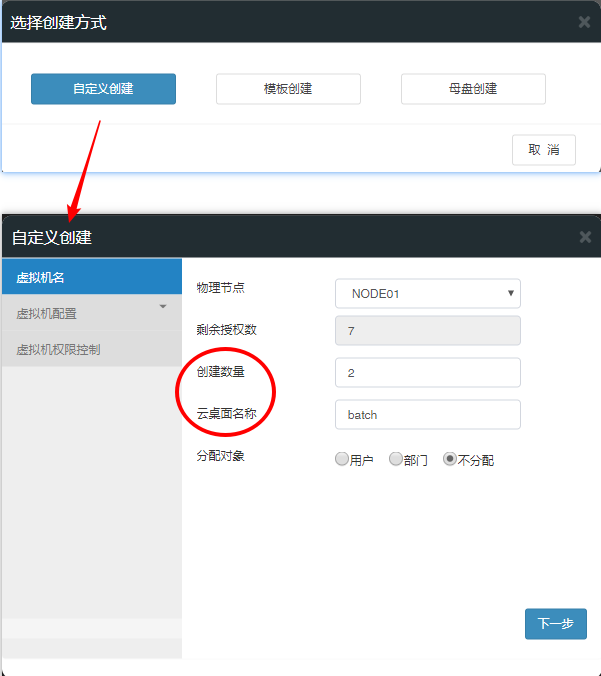 选择创建方式
自定义创建
模板创建
母盘创建
取 消
自定义创建
虚拟机名
虚拟机配置
虚拟机权限控制
物理节点 NODE01
剩余授权数 7
创建数量 2
云桌面名称 batch
分配对象 用户 部门 不分配
下一步